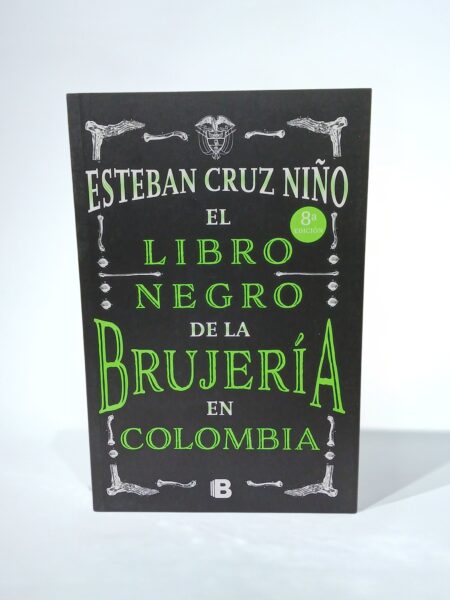 ESTEBAN CRUZ NIÑO
EL
8ª
EDICIÓN
LIBRO
NEGRO
DE LA
BRUJERÍA
EN
COLOMBIA
B